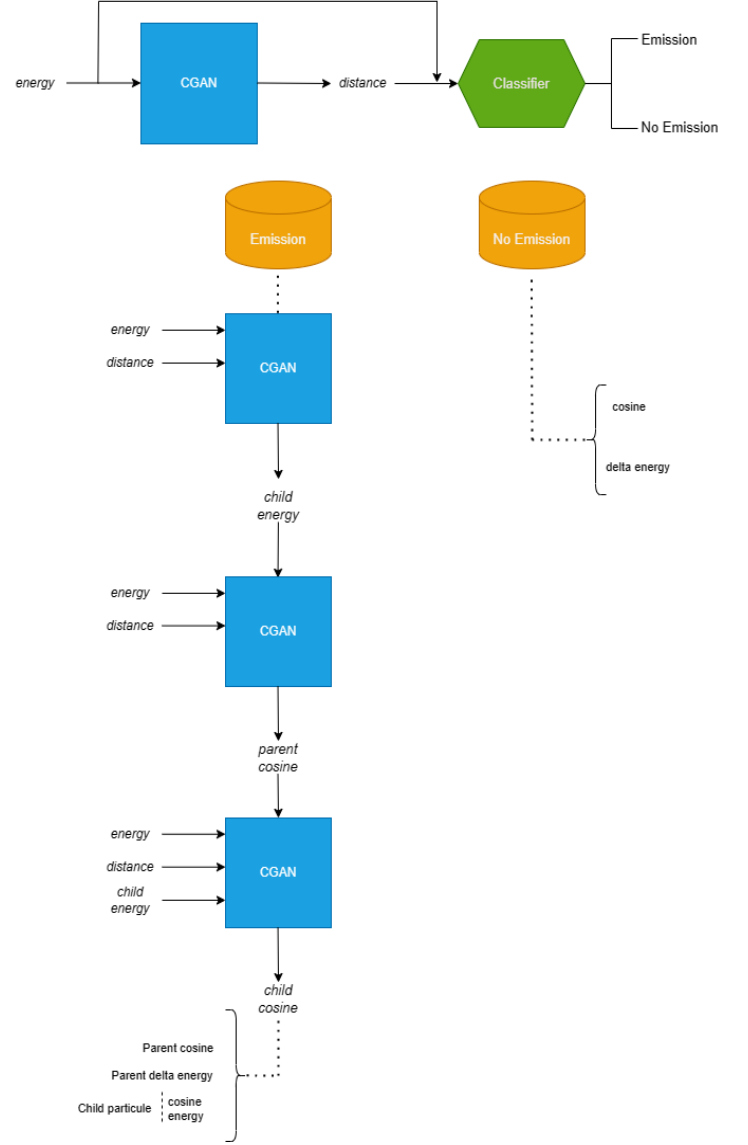 energy
CGAN
distance
Classifier
Emission
No Emission
Emission
No Emission
energy
distance
CGAN
cosine
delta energy
child
energy
energy
distance
CGAN
parent
cosine
energy
distance
child
energy
CGAN
child
cosine
Parent cosine
Parent delta energy
Child particule
cosine
energy